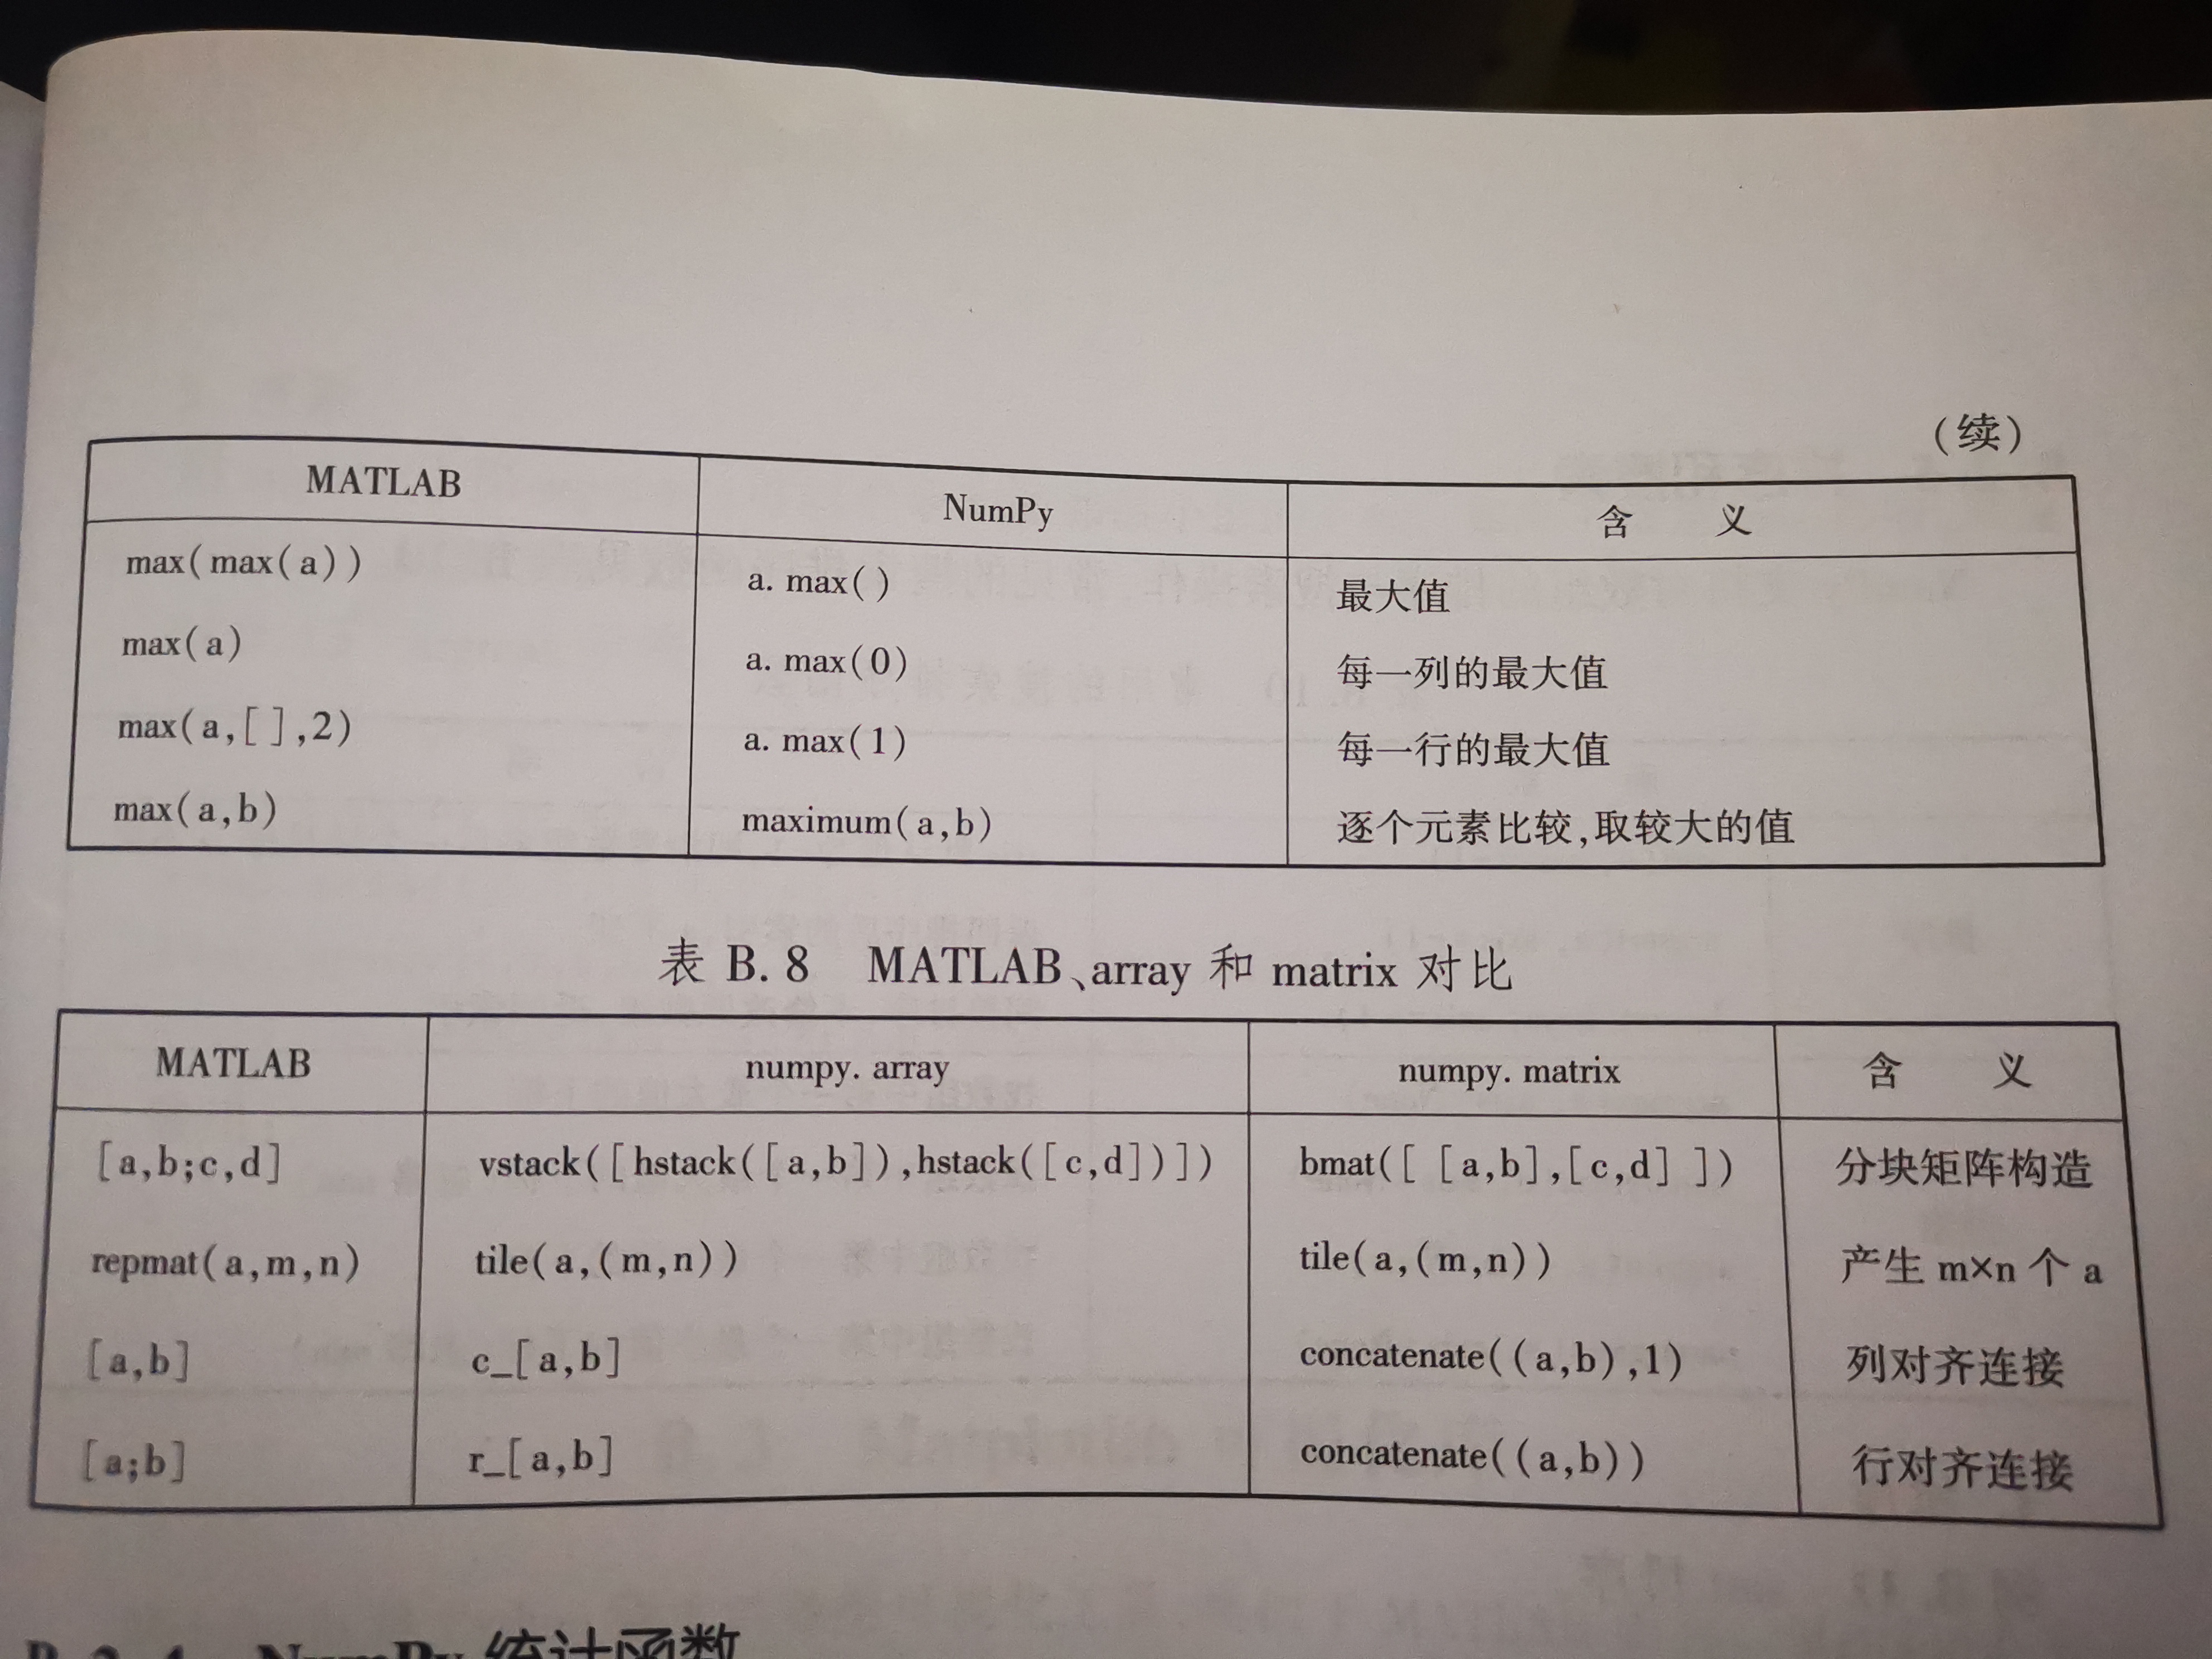 (续)
MATLAB NumPy 含 义
max(max(a)) a. max() 最大值
max(a) a. max(0) 每一列的最大值
max(a,[],2) a. max(1) 每一行的最大值
max(a,b) maximum(a,b) 逐个元素比较,取较大的值
表 B. 8 MATLAB、array 和 matrix 对比
MATLAB numpy. array numpy. matrix 含 义
[a,b;c,d] vstack([hstack([a,b]),hstack([c,d])]) bmat([ [a,b],[c,d] ]) 分块矩阵构造
repmat(a,m,n) tile(a,(m,n)) tile(a,(m,n)) 产生 m×n 个 a
[a,b] c_[a,b] concatenate((a,b),1) 列对齐连接
[a;b] r_[a,b] concatenate((a,b)) 行对齐连接
B. 2. 4 NumPy 统计函数